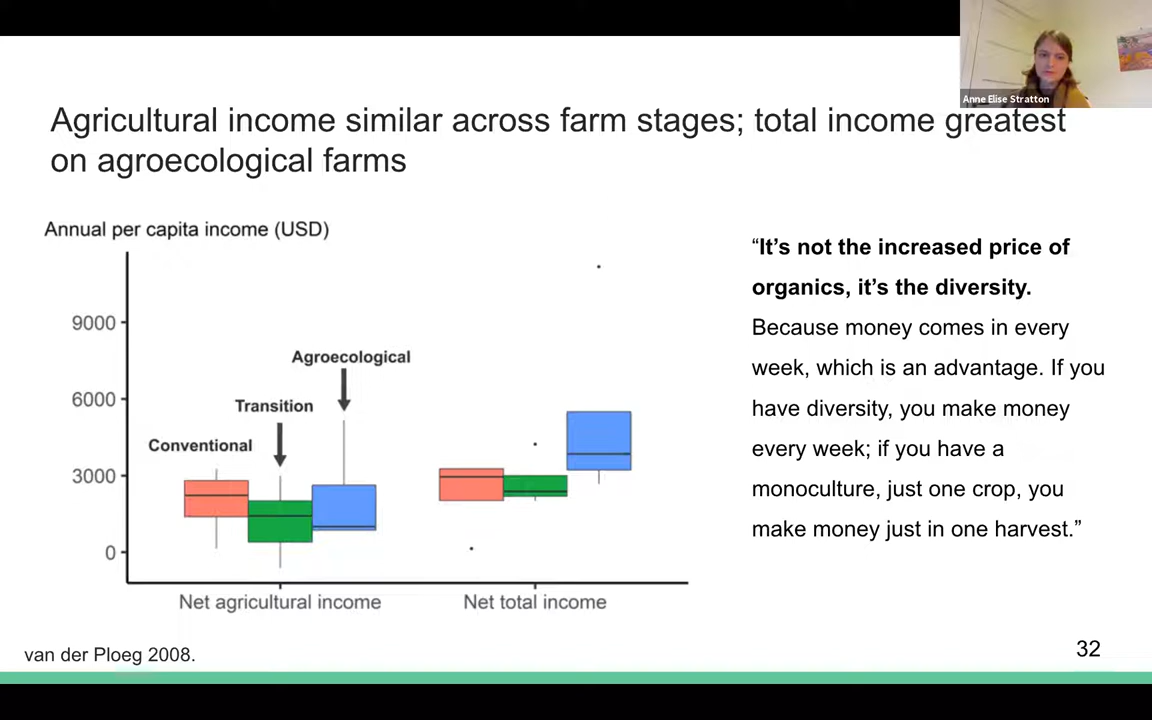 Anne Elise Stratton
Agricultural income similar across farm stages; total income greatest
on agroecological farms
Annual per capita income (USD)
9000
6000
3000
0
Agroecological
Transition
Conventional
Net agricultural income
Net total income
“It’s not the increased price of
organics, it’s the diversity.
Because money comes in every
week, which is an advantage. If you
have diversity, you make money
every week; if you have a
monoculture, just one crop, you
make money just in one harvest.”
van der Ploeg 2008.
32